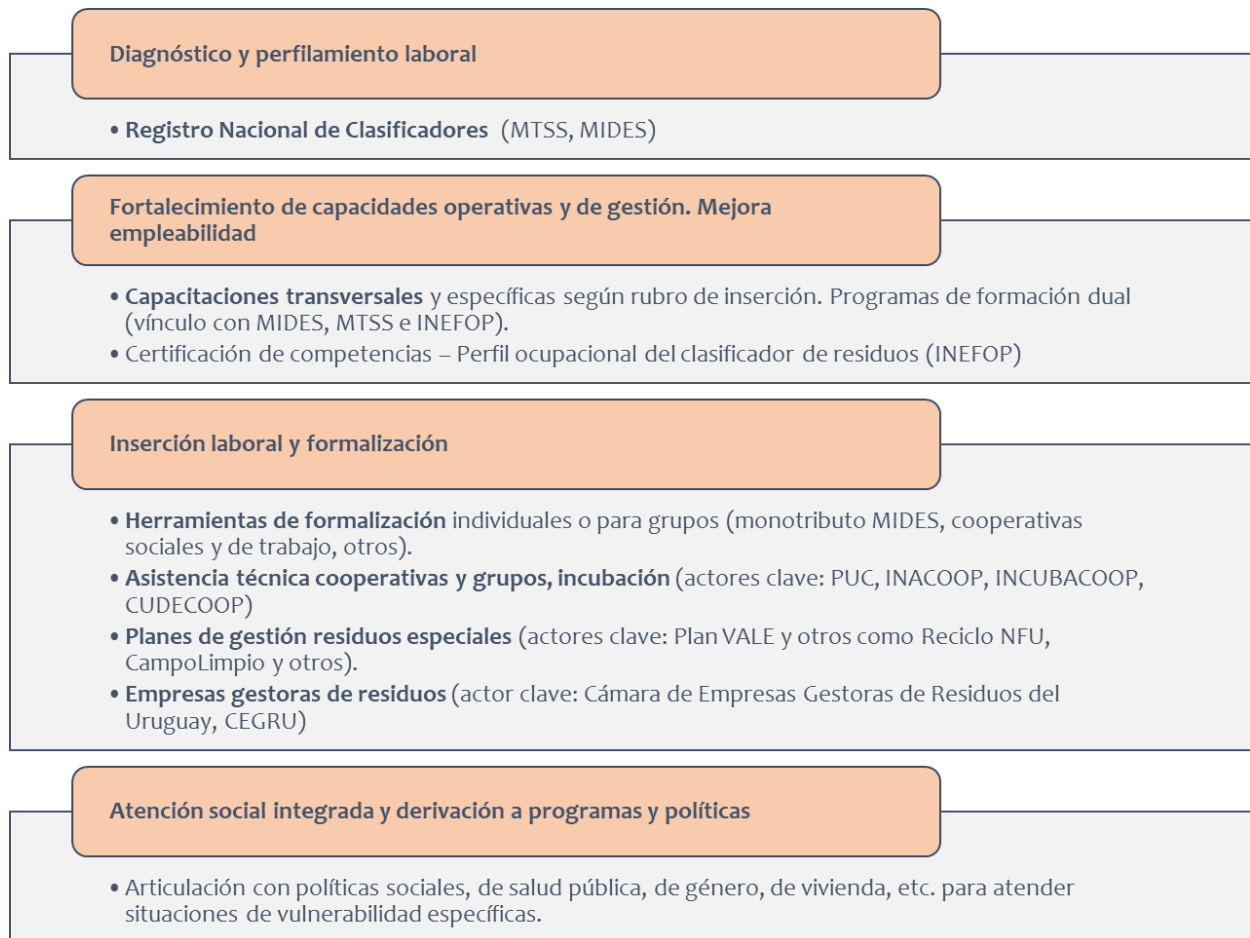 Diagnóstico y perfilamiento laboral
• Registro Nacional de Clasificadores (MTSS, MIDES)
Fortalecimiento de capacidades operativas y de gestión. Mejora
empleabilidad
• Capacitaciones transversales y específicas según rubro de inserción. Programas de formación dual
(vínculo con MIDES, MTSS e INEFOP).
• Certificación de competencias – Perfil ocupacional del clasificador de residuos (INEFOP)
Inserción laboral y formalización
• Herramientas de formalización individuales o para grupos (monotributo MIDES, cooperativas
sociales y de trabajo, otros).
• Asistencia técnica cooperativas y grupos, incubación (actores clave: PUC, INACOOP, INCUBACOOP,
CUDECOOP)
• Planes de gestión residuos especiales (actores clave: Plan VALE y otros como Reciclo NFU,
CampoLimpio y otros).
• Empresas gestoras de residuos (actor clave: Cámara de Empresas Gestoras de Residuos del
Uruguay, CEGRU)
Atención social integrada y derivación a programas y políticas
• Articulación con políticas sociales, de salud pública, de género, de vivienda, etc. para atender
situaciones de vulnerabilidad específicas.